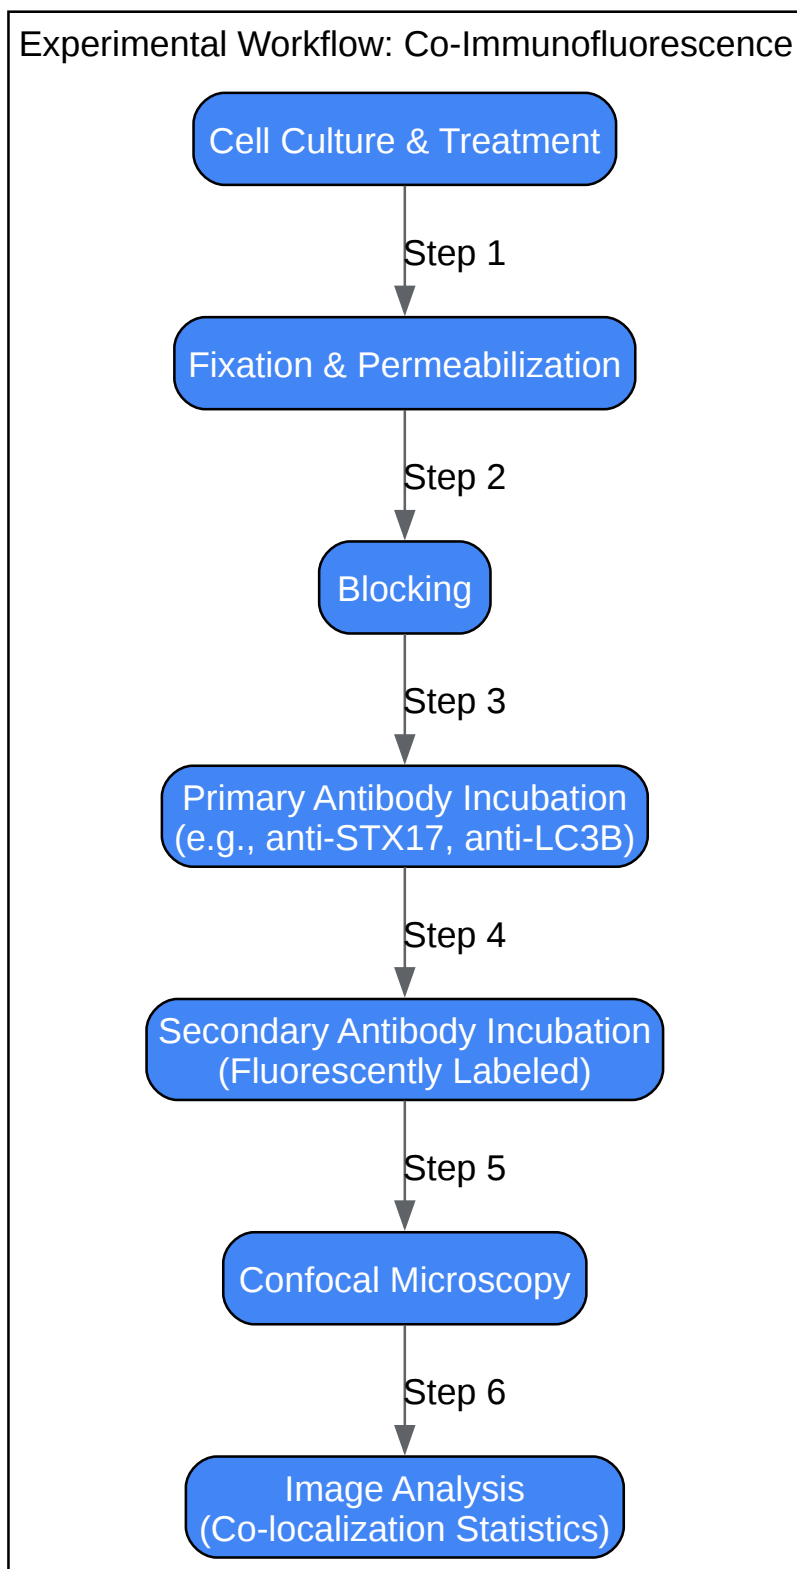 Experimental Workflow: Co-Immunofluorescence
Cell Culture & Treatment
Step 1
Fixation & Permeabilization
Step 2
Blocking
Step 3
Primary Antibody Incubation
(e.g., anti-STX17, anti-LC3B)
Step 4
Secondary Antibody Incubation
(Fluorescently Labeled)
Step 5
Confocal Microscopy
Step 6
Image Analysis
(Co-localization Statistics)